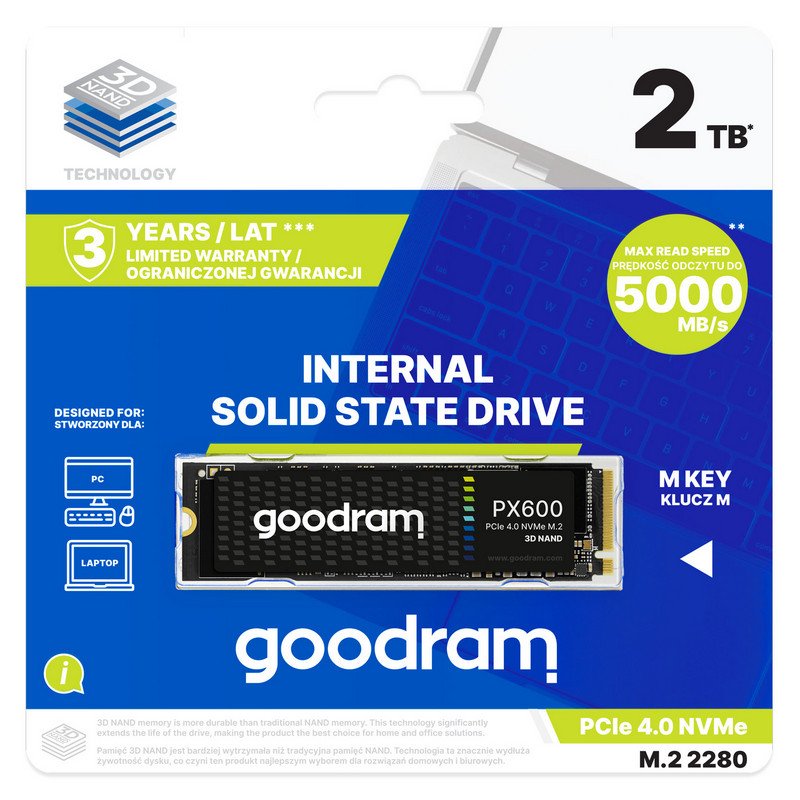 3D
NAND
TECHNOLOGY
2 TB*
3 YEARS / LAT ***
LIMITED WARRANTY /
OGRANICZONEJ GWARANCJI
**
MAX READ SPEED
PRĘDKOŚĆ ODCZYTU DO
5000
MB/s
INTERNAL
SOLID STATE DRIVE
DESIGNED FOR:
STWORZONY DLA:
PC
LAPTOP
goodram
PX600
PCIe 4.0 NVMe M.2
3D NAND
www.goodram.com
M KEY
KLUCZ M
goodram
i
3D NAND memory is more durable than traditional NAND memory. This technology significantly
extends the life of the drive, making the product the best choice for home and office solutions.
Pamięć 3D NAND jest bardziej wytrzymała niż tradycyjna pamięć NAND. Technologia ta znacznie wydłuża
żywotność dysku, co czyni ten produkt najlepszym wyborem dla rozwiązań domowych i biurowych.
PCIe 4.0 NVMe
M.2 2280